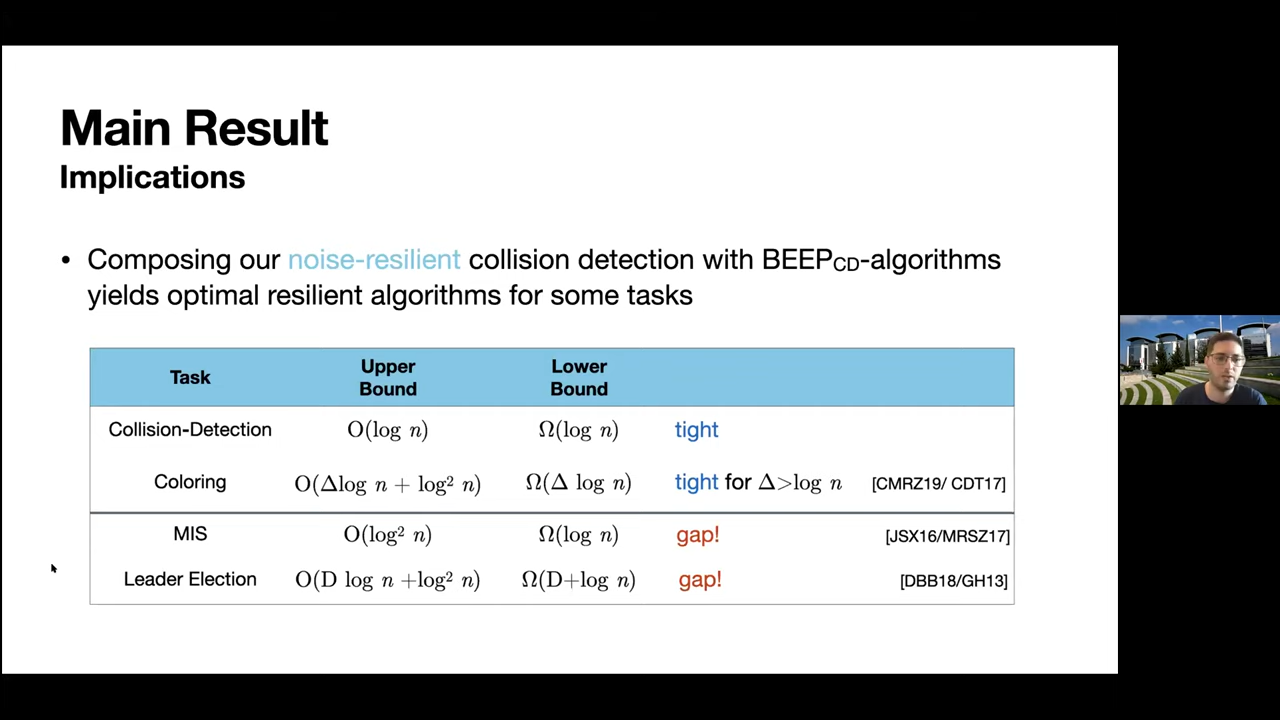 Main Result
Implications
• Composing our noise-resilient collision detection with BEEP_CD-algorithms
yields optimal resilient algorithms for some tasks
Task Upper Bound Lower Bound
Collision-Detection O(log n) Ω(log n) tight
Coloring O(Δlog n + log² n) Ω(Δ log n) tight for Δ>log n [CMRZ19/ CDT17]
MIS O(log² n) Ω(log n) gap! [JSX16/MRSZ17]
Leader Election O(D log n +log² n) Ω(D+log n) gap! [DBB18/GH13]